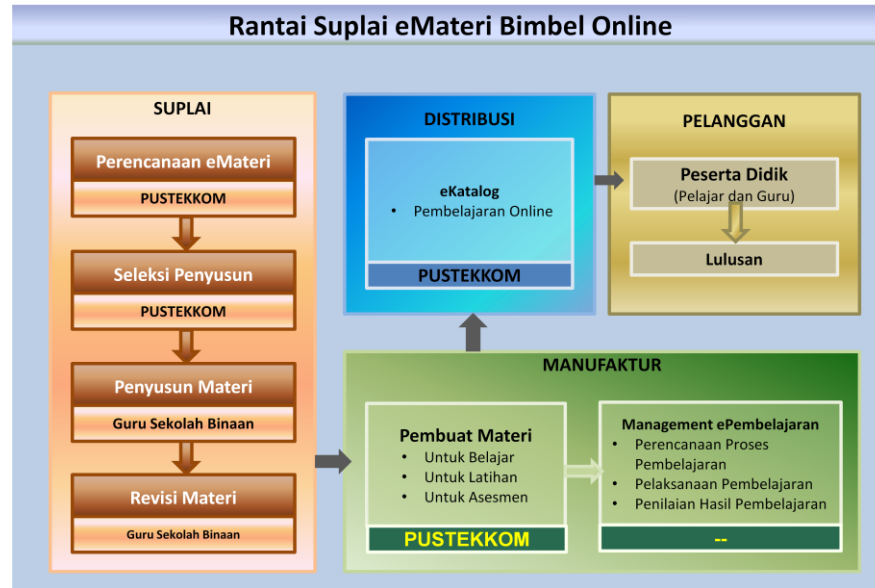 Rantai Suplai eMateri Bimbel Online
SUPLAI
Perencanaan eMateri
PUSTEKKOM
Seleksi Penyusun
PUSTEKKOM
Penyusun Materi
Guru Sekolah Binaan
Revisi Materi
Guru Sekolah Binaan
DISTRIBUSI
eKatalog
• Pembelajaran Online
PUSTEKKOM
PELANGGAN
Peserta Didik
(Pelajar dan Guru)
Lulusan
MANUFAKTUR
Pembuat Materi
• Untuk Belajar
• Untuk Latihan
• Untuk Asesmen
PUSTEKKOM
Management ePembelajaran
• Perencanaan Proses
Pembelajaran
• Pelaksanaan Pembelajaran
• Penilaian Hasil Pembelajaran
--